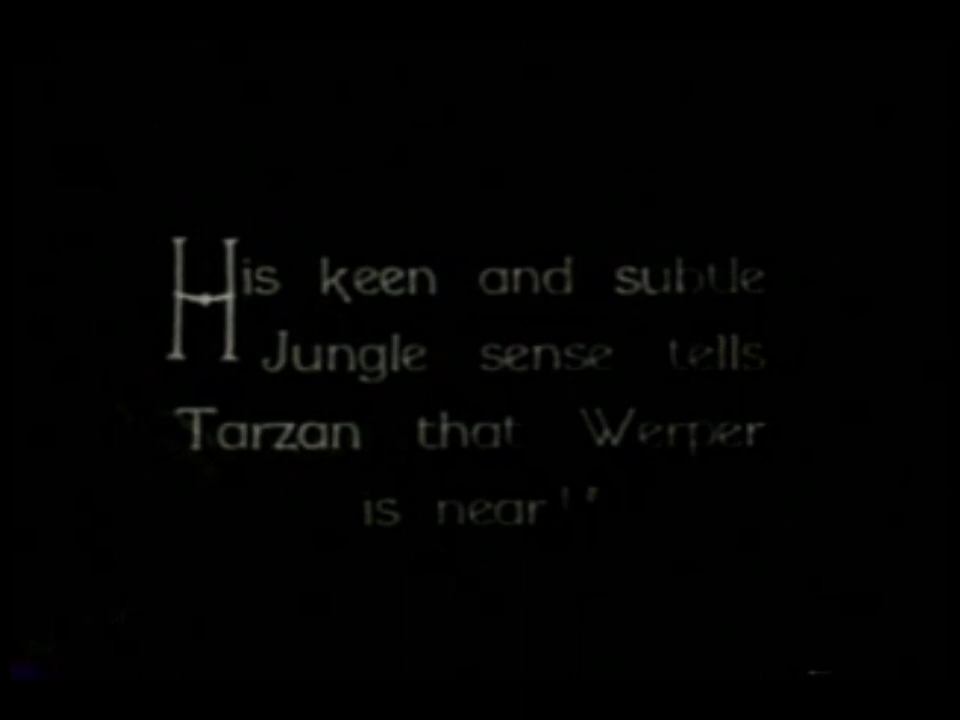 His keen and subtle
Jungle sense tells
Tarzan that Werper
is near!"